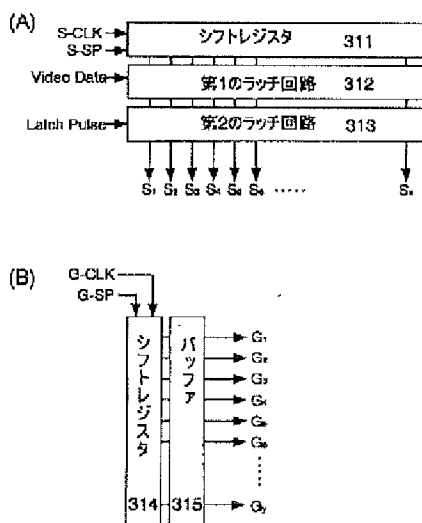 (A)
S-CLK
シフトレジスタ 311
S-SP
Video Data
第1のラッチ回路 312
Latch Pulse
第2のラッチ回路 313
S₁ S₂ S₃ S₄ S₅ S₆ ····· Sₓ
(B)
G-CLK
G-SP
シフトレジスタ 314
バッファ 315
G₁
G₂
G₃
G₄
G₅
G₆
Gy